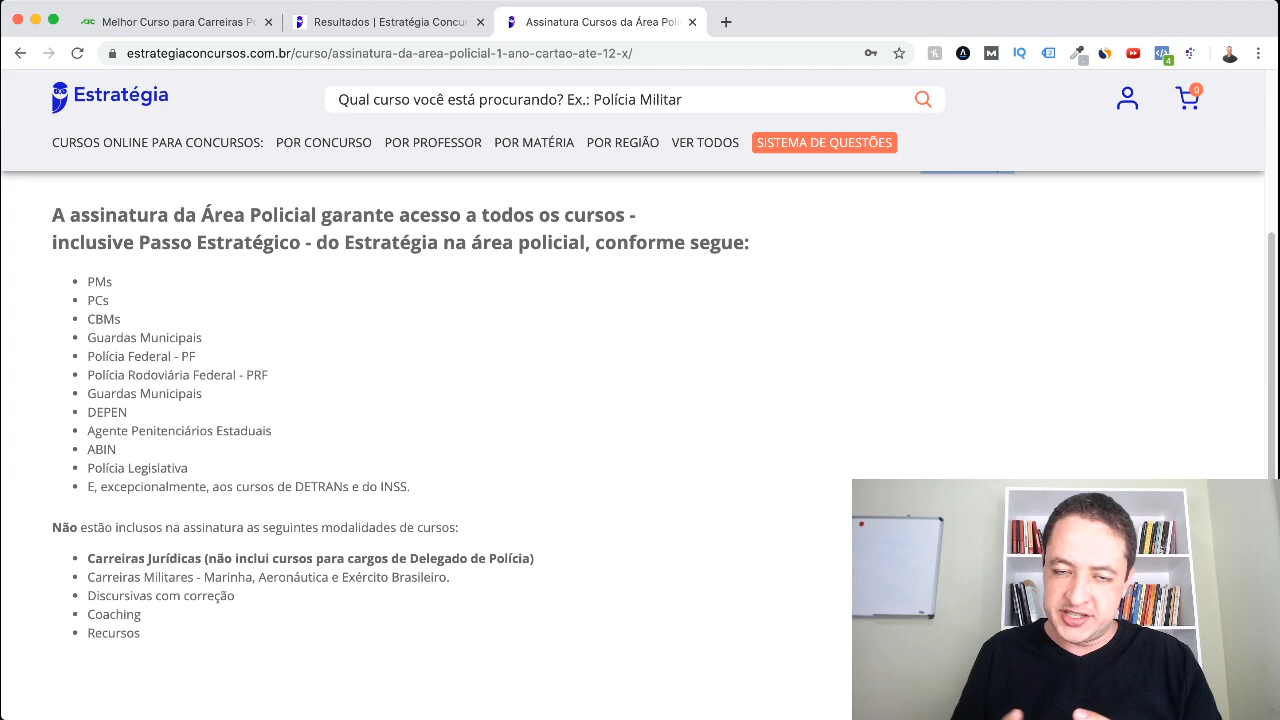 Melhor Curso para Carreiras Po
Resultados | Estratégia Concur
Assinatura Cursos da Área Poli
estrategiaconcursos.com.br/curso/assinatura-da-area-policial-1-ano-cartao-ate-12-x/
Estratégia
Qual curso você está procurando? Ex.: Polícia Militar
0
CURSOS ONLINE PARA CONCURSOS: POR CONCURSO POR PROFESSOR POR MATÉRIA POR REGIÃO VER TODOS SISTEMA DE QUESTÕES
A assinatura da Área Policial garante acesso a todos os cursos -
inclusive Passo Estratégico - do Estratégia na área policial, conforme segue:
PMs
PCs
CBMs
Guardas Municipais
Polícia Federal - PF
Polícia Rodoviária Federal - PRF
Guardas Municipais
DEPEN
Agente Penitenciários Estaduais
ABIN
Polícia Legislativa
E, excepcionalmente, aos cursos de DETRANs e do INSS.
Não estão inclusos na assinatura as seguintes modalidades de cursos:
Carreiras Jurídicas (não inclui cursos para cargos de Delegado de Polícia)
Carreiras Militares - Marinha, Aeronáutica e Exército Brasileiro.
Discursivas com correção
Coaching
Recursos